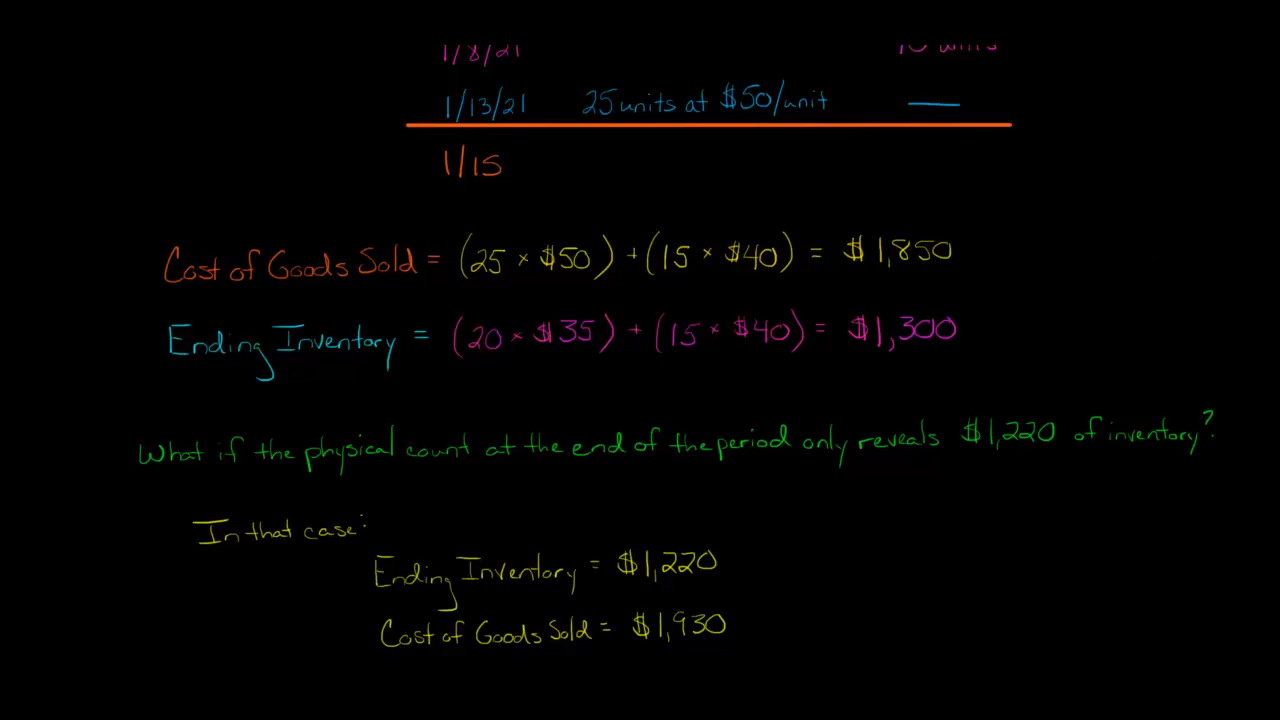 1/8/21
1/13/21 25 units at $50/unit —
1/15
Cost of Goods Sold = (25 × $50) + (15 × $40) = $1,850
Ending Inventory = (20 × $35) + (15 × $40) = $1,300
What if the physical count at the end of the period only reveals $1,220 of inventory?
In that case:
Ending Inventory = $1,220
Cost of Goods Sold = $1,930